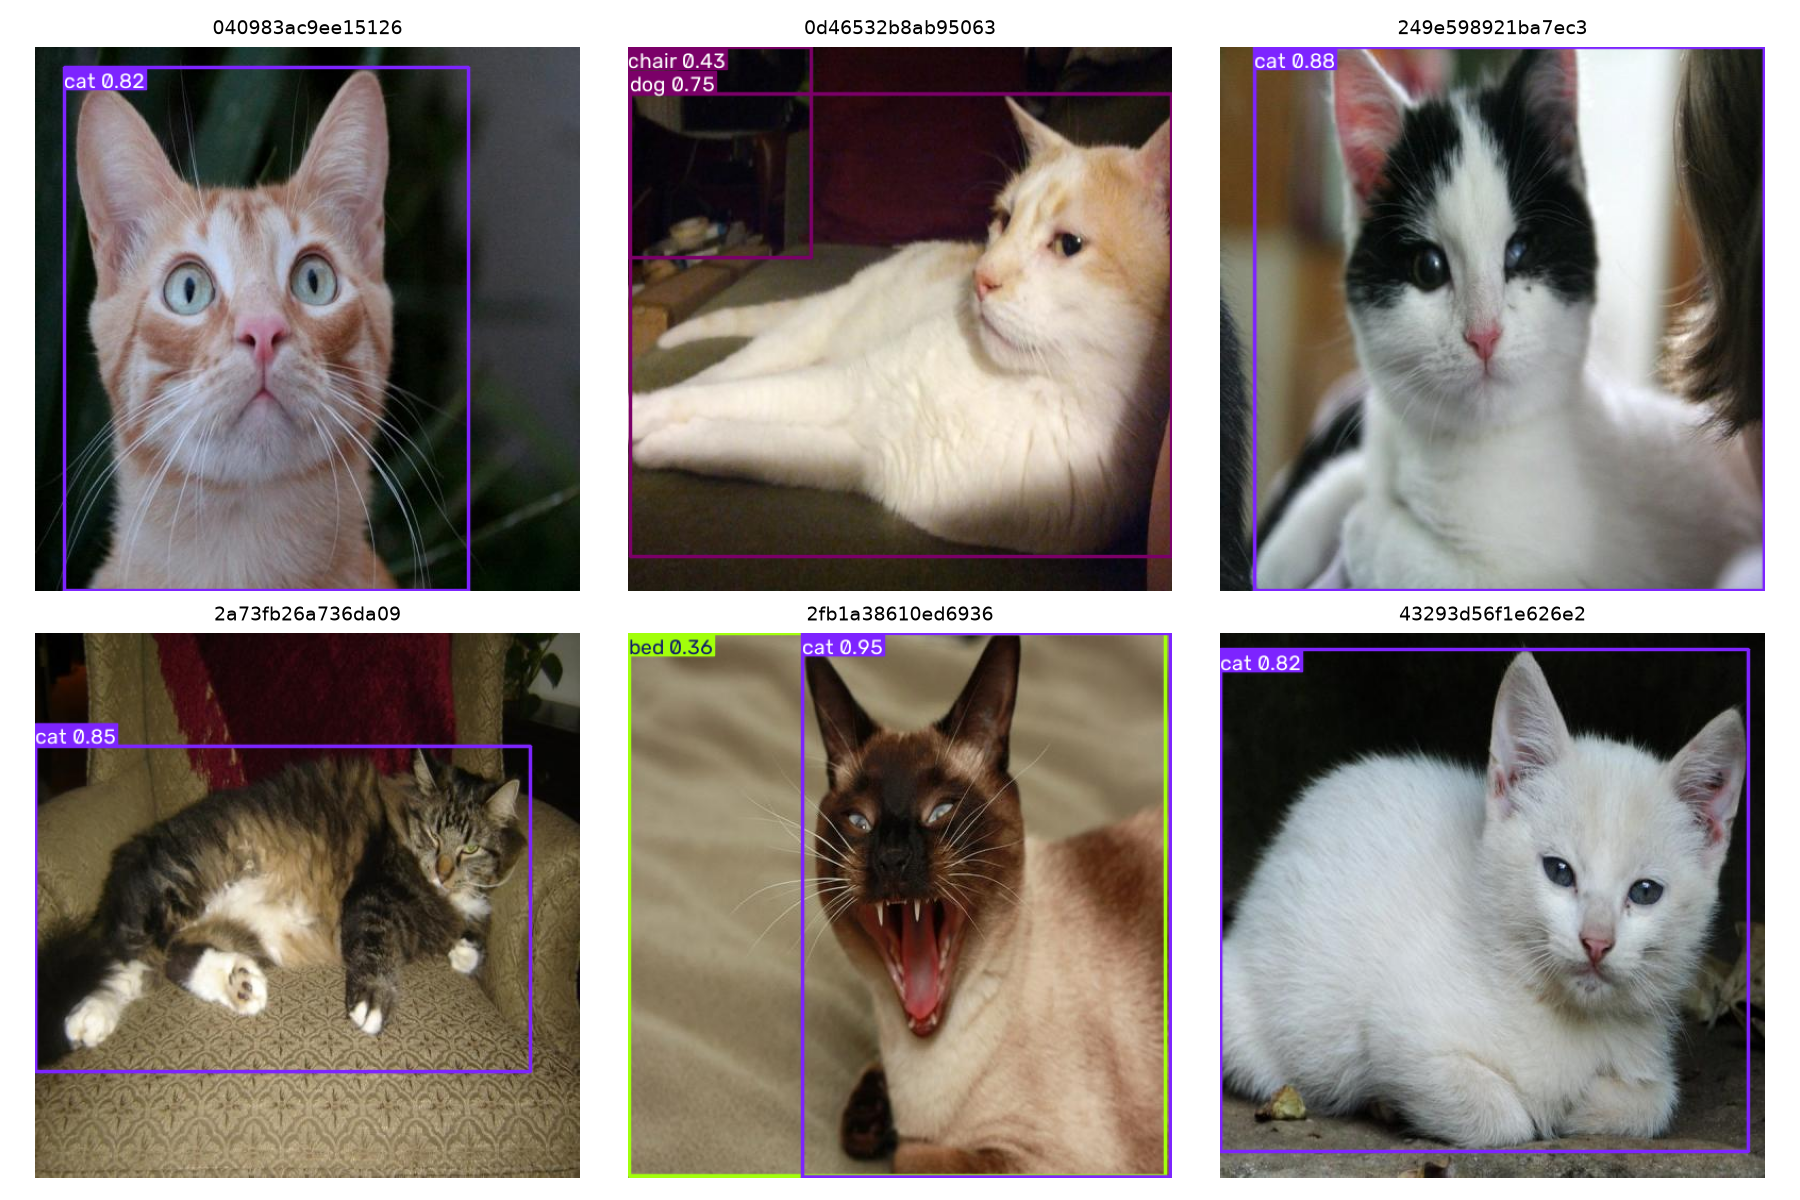 040983ac9ee15126
0d46532b8ab95063
249e598921ba7ec3
cat 0.82
chair 0.43
dog 0.75
cat 0.88
2a73fb26a736da09
2fb1a38610ed6936
43293d56f1e626e2
cat 0.85
bed 0.36
cat 0.95
cat 0.82